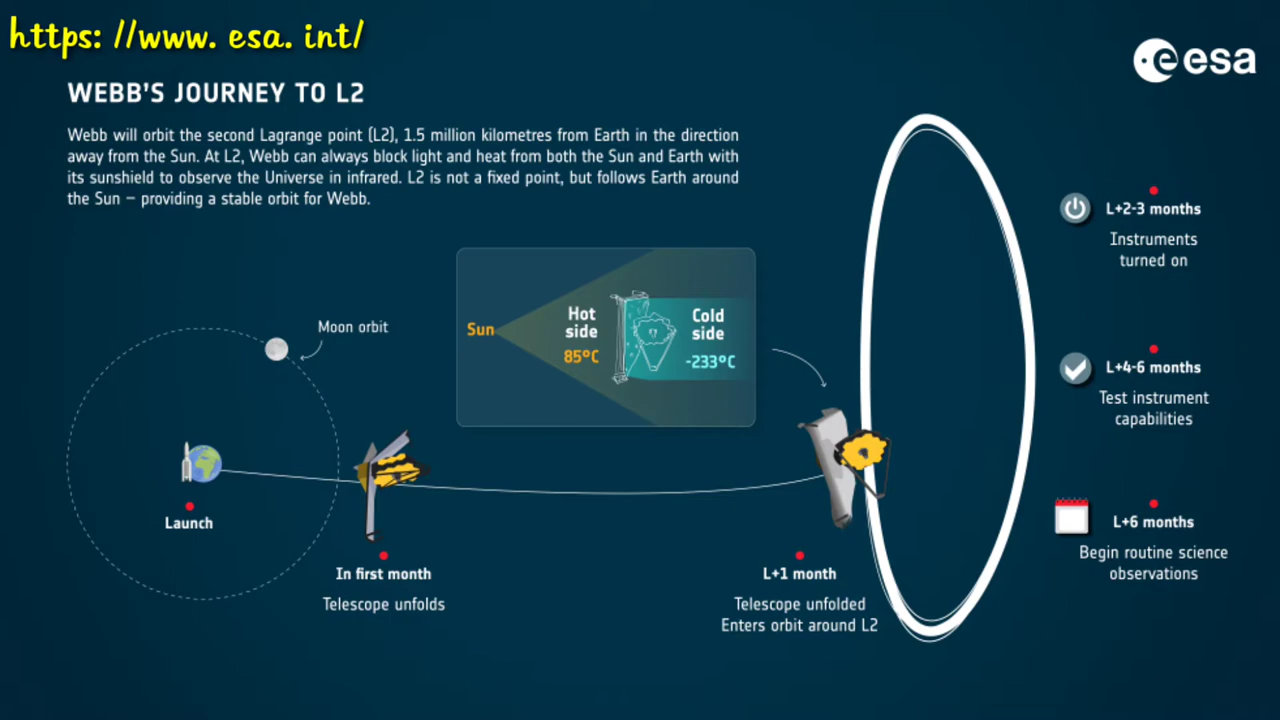 https: //www. esa. int/
esa
WEBB'S JOURNEY TO L2
Webb will orbit the second Lagrange point (L2), 1.5 million kilometres from Earth in the direction
away from the Sun. At L2, Webb can always block light and heat from both the Sun and Earth with
its sunshield to observe the Universe in infrared. L2 is not a fixed point, but follows Earth around
the Sun – providing a stable orbit for Webb.
Moon orbit
Sun
Hot
side
85°C
Cold
side
-233°C
Launch
In first month
Telescope unfolds
L+1 month
Telescope unfolded
Enters orbit around L2
L+2-3 months
Instruments
turned on
L+4-6 months
Test instrument
capabilities
L+6 months
Begin routine science
observations